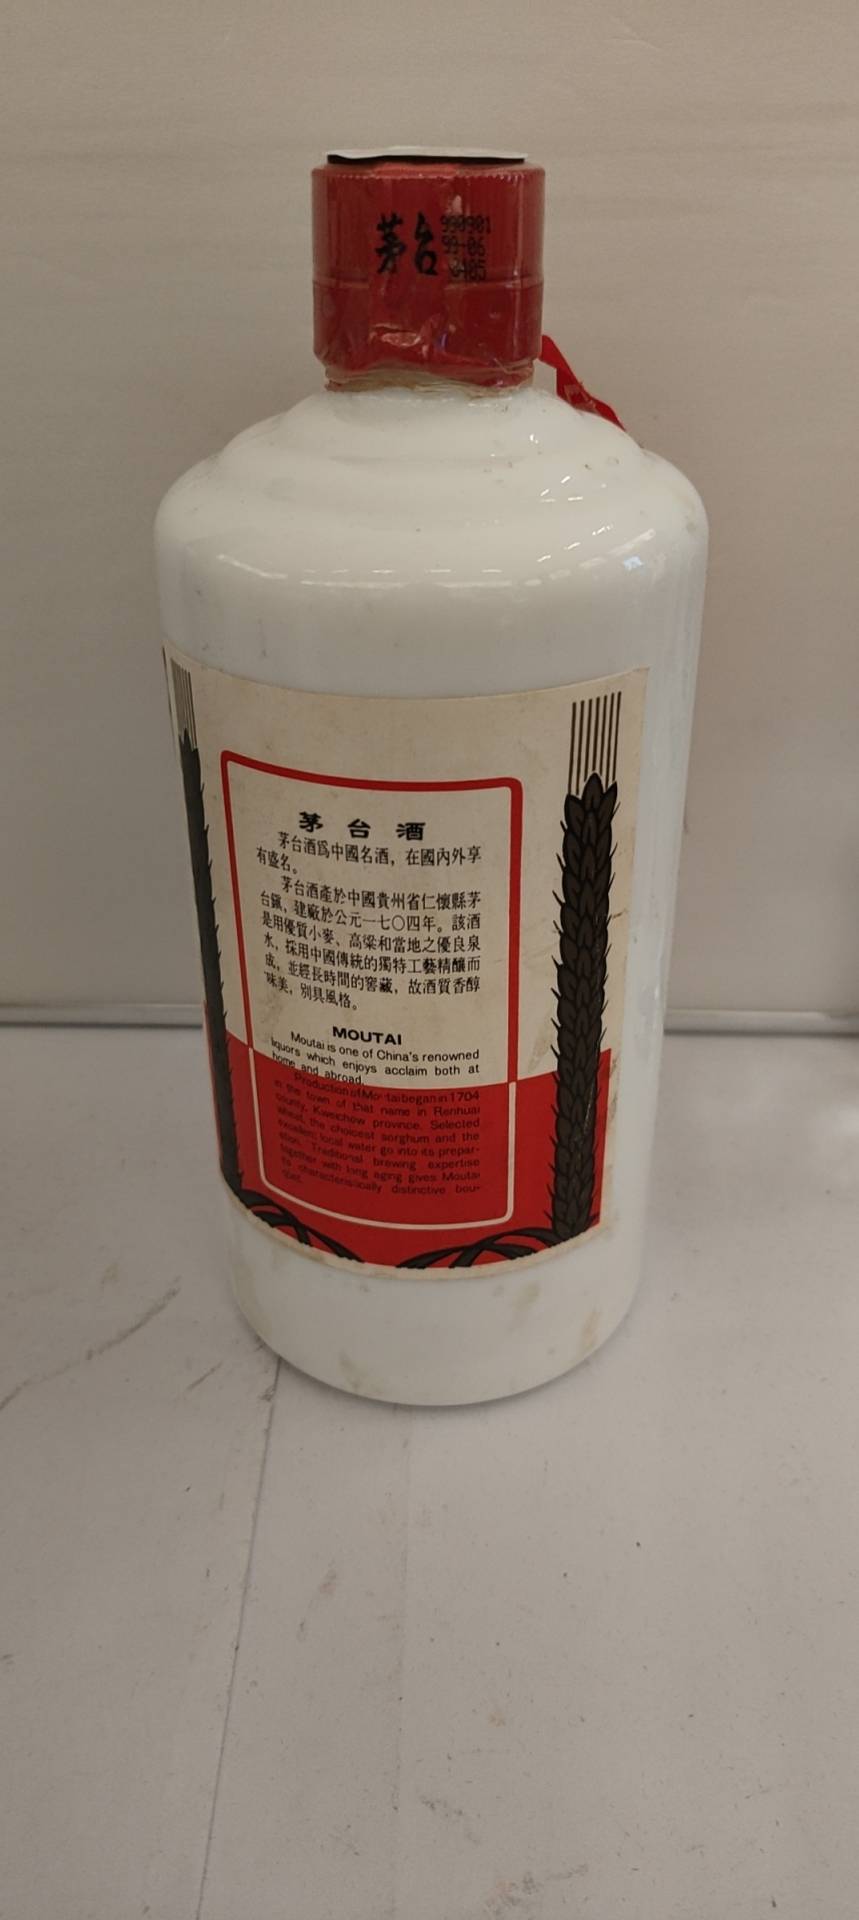 茅台
990901
99-06
0405
茅台酒
茅台酒爲中國名酒，在國內外享
有盛名。
茅台酒產於中國貴州省仁懷縣茅
台鎮，建廠於公元一七〇四年。該酒
是用優質小麥、高粱和當地之優良泉
水，採用中國傳統的獨特工藝精釀而
成，並經長時間的窖藏，故酒質香醇
味美，別具風格。
MOUTAI
Moutai is one of China's renowned
liquors which enjoys acclaim both at
home and abroad.
Production of Moutai began in 1704
in the town of that name in Renhuai
county, Kweichow province. Selected
wheat, the choicest sorghum and the
excellent local water go into its prepar-
ation. Traditional brewing expertise
together with long aging gives Moutai
its characteristically distinctive bou-
quet.